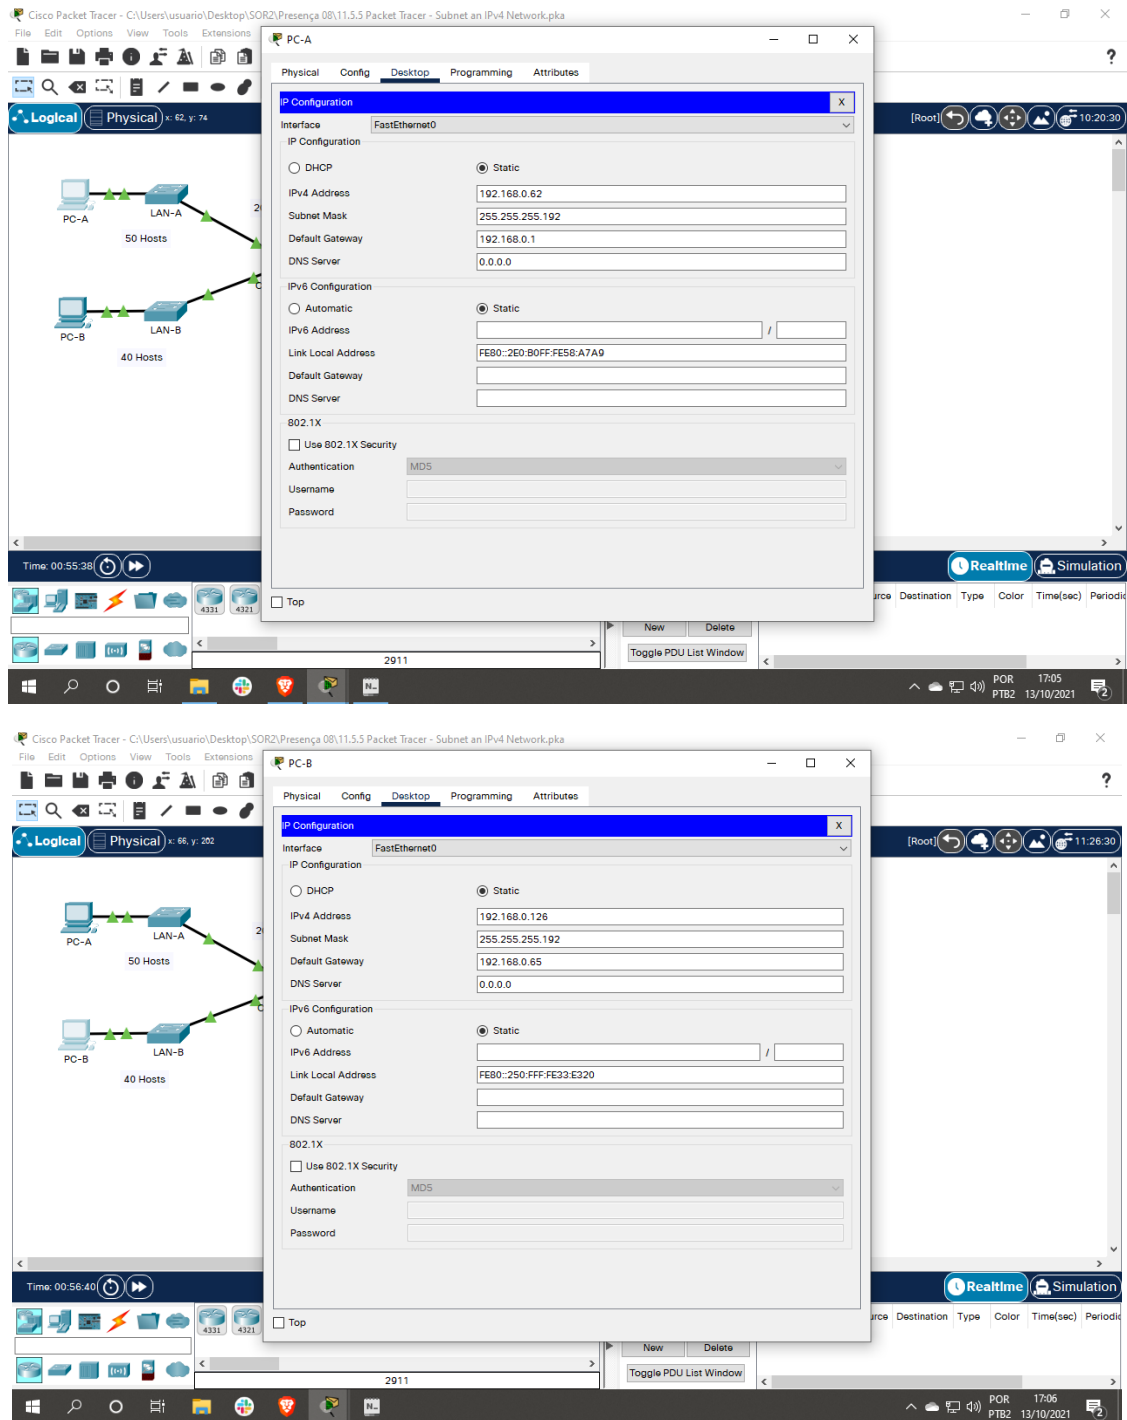 Cisco Packet Tracer - C:\Users\usuario\Desktop\SOR2\Presença 08\11.5.5 Packet Tracer - Subnet an IPv4 Network.pka
File Edit Options View Tools Extensions
PC-A
?
Physical Config Desktop Programming Attributes
IP Configuration X
Logical Physical x: 62, y: 74
[Root] 10:20:30
Interface FastEthernet0
IP Configuration
DHCP Static
IPv4 Address 192.168.0.62
Subnet Mask 255.255.255.192
Default Gateway 192.168.0.1
DNS Server 0.0.0.0
IPv6 Configuration
Automatic Static
IPv6 Address /
Link Local Address FE80::2E0:B0FF:FE58:A7A9
Default Gateway
DNS Server
802.1X
Use 802.1X Security
Authentication MD5
Username
Password
Top
PC-A
LAN-A
50 Hosts
PC-B
LAN-B
40 Hosts
Time: 00:55:38
Realtime Simulation
4331 4321
urce Destination Type Color Time(sec) Periodic
New Delete
Toggle PDU List Window
2911
POR
PTB2
17:05
13/10/2021
2
Cisco Packet Tracer - C:\Users\usuario\Desktop\SOR2\Presença 08\11.5.5 Packet Tracer - Subnet an IPv4 Network.pka
File Edit Options View Tools Extensions
PC-B
?
Physical Config Desktop Programming Attributes
IP Configuration X
Logical Physical x: 66, y: 202
[Root] 11:26:30
Interface FastEthernet0
IP Configuration
DHCP Static
IPv4 Address 192.168.0.126
Subnet Mask 255.255.255.192
Default Gateway 192.168.0.65
DNS Server 0.0.0.0
IPv6 Configuration
Automatic Static
IPv6 Address /
Link Local Address FE80::250:FFF:FE33:E320
Default Gateway
DNS Server
802.1X
Use 802.1X Security
Authentication MD5
Username
Password
Top
PC-A
LAN-A
50 Hosts
PC-B
LAN-B
40 Hosts
Time: 00:56:40
Realtime Simulation
4331 4321
urce Destination Type Color Time(sec) Periodic
New Delete
Toggle PDU List Window
2911
POR
PTB2
17:06
13/10/2021
2